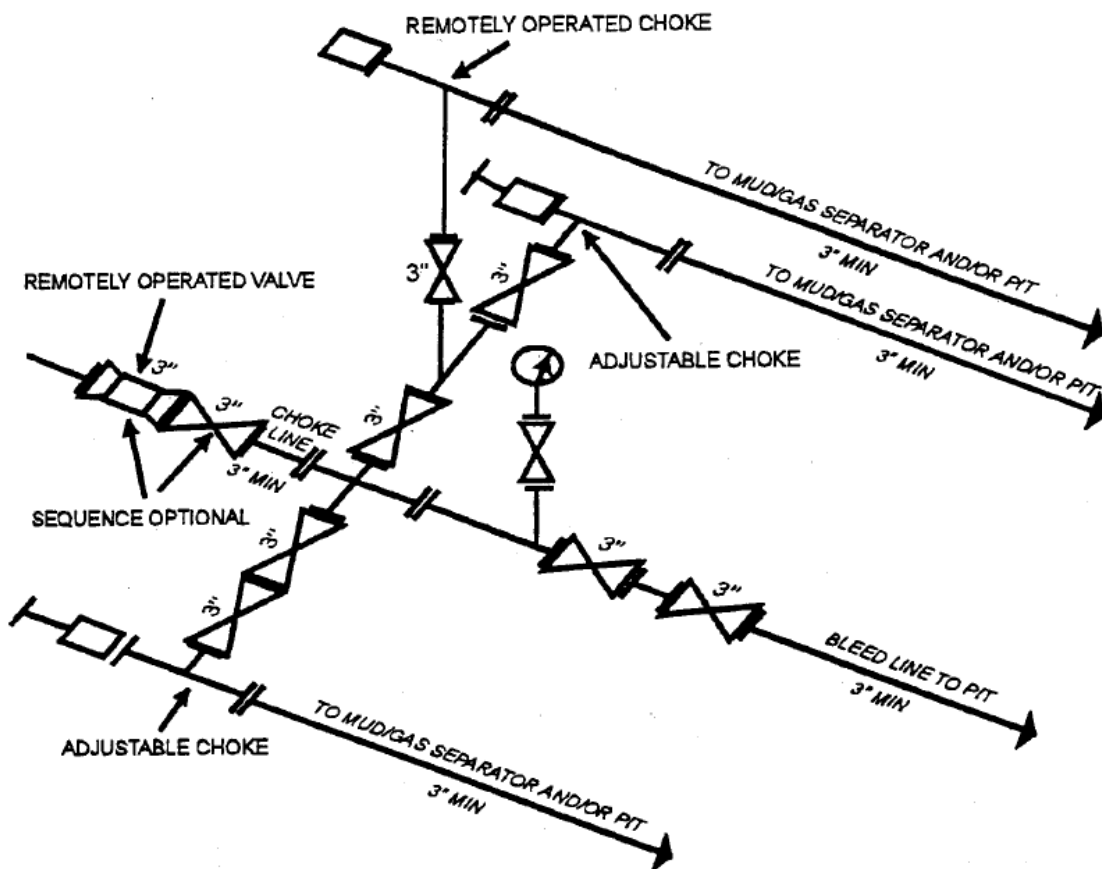 REMOTELY OPERATED CHOKE
TO MUD/GAS SEPARATOR AND/OR PIT
3" MIN
TO MUD/GAS SEPARATOR AND/OR PIT
3" MIN
3"
3"
REMOTELY OPERATED VALVE
ADJUSTABLE CHOKE
3"
3"
CHOKE
LINE
3" MIN
3"
SEQUENCE OPTIONAL
3"
3"
3"
3"
BLEED LINE TO PIT
3" MIN
ADJUSTABLE CHOKE
TO MUD/GAS SEPARATOR AND/OR PIT
3" MIN